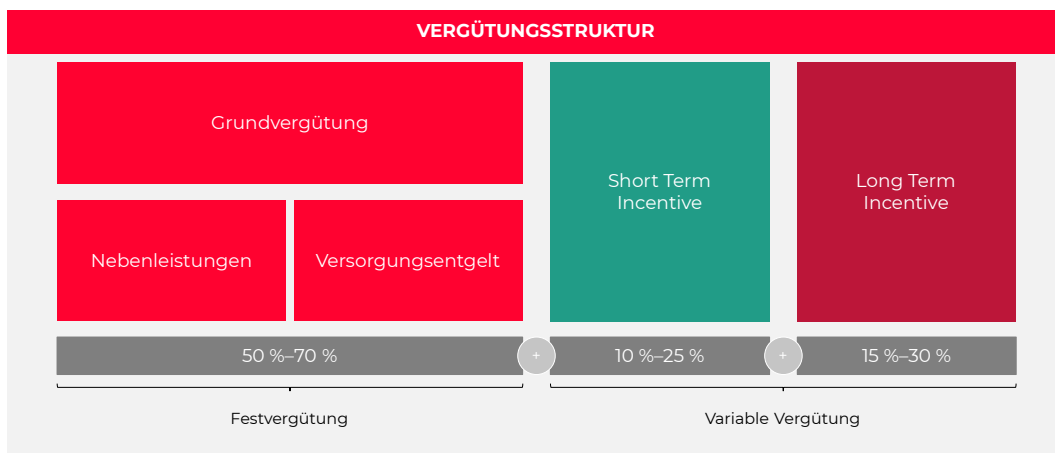 VERGÜTUNGSSTRUKTUR
Grundvergütung
Nebenleistungen
Versorgungsentgelt
Short Term
Incentive
Long Term
Incentive
50 %–70 %
+
10 %–25 %
+
15 %–30 %
Festvergütung
Variable Vergütung